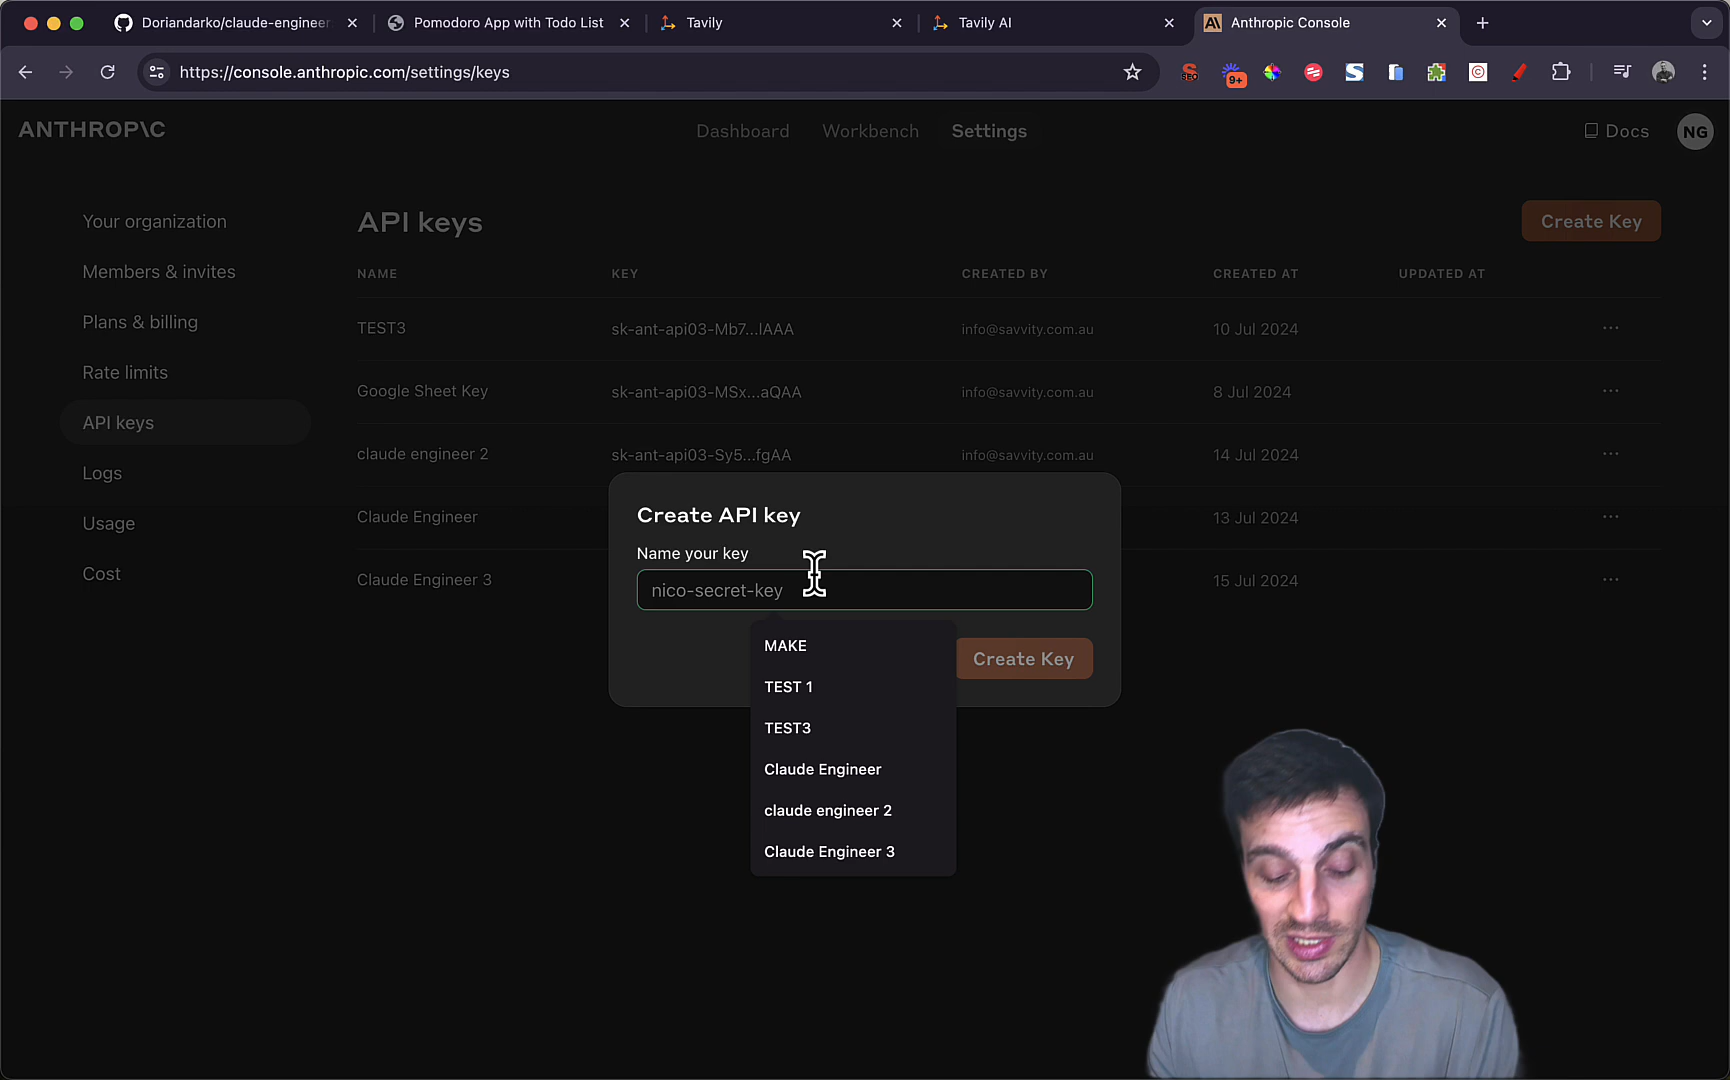 Doriandarko/claude-engineer
Pomodoro App with Todo List
Tavily
Tavily AI
Anthropic Console
https://console.anthropic.com/settings/keys
SEO
9+
ANTHROP\C
Dashboard
Workbench
Settings
Docs
NG
Your organization
Members & invites
Plans & billing
Rate limits
API keys
Logs
Usage
Cost
API keys
Create Key
NAME KEY CREATED BY CREATED AT UPDATED AT
TEST3 sk-ant-api03-Mb7...lAAA info@savvity.com.au 10 Jul 2024
Google Sheet Key sk-ant-api03-MSx...aQAA info@savvity.com.au 8 Jul 2024
claude engineer 2 sk-ant-api03-Sy5...fgAA info@savvity.com.au 14 Jul 2024
Claude Engineer 13 Jul 2024
Claude Engineer 3 15 Jul 2024
Create API key
Name your key
nico-secret-key
Create Key
MAKE
TEST 1
TEST3
Claude Engineer
claude engineer 2
Claude Engineer 3